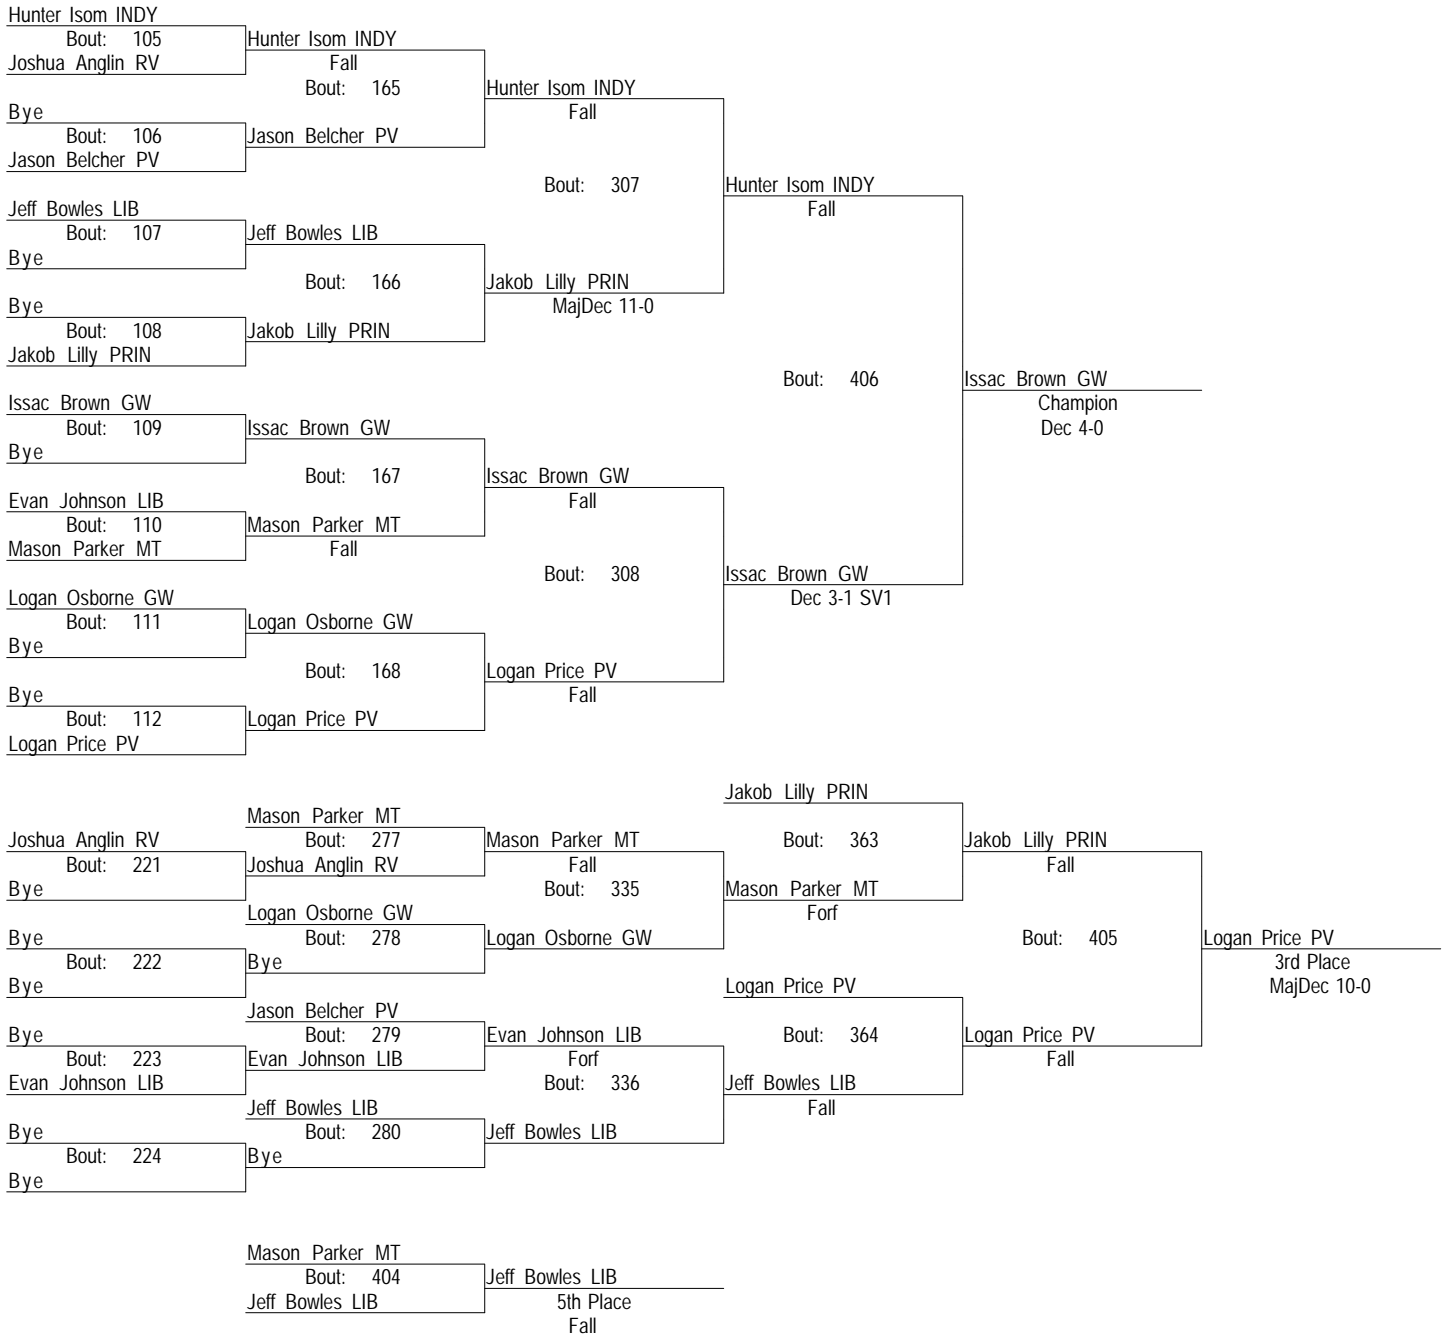 Hunter Isom INDY
Bout: 105 Hunter Isom INDY
Joshua Anglin RV Fall
Bout: 165 Hunter Isom INDY
Bye Fall
Bout: 106 Jason Belcher PV
Jason Belcher PV
Bout: 307 Hunter Isom INDY
Jeff Bowles LIB Fall
Bout: 107 Jeff Bowles LIB
Bye
Bout: 166 Jakob Lilly PRIN
Bye MajDec 11-0
Bout: 108 Jakob Lilly PRIN
Jakob Lilly PRIN
Bout: 406 Issac Brown GW
Issac Brown GW Champion
Bout: 109 Issac Brown GW Dec 4-0
Bye
Bout: 167 Issac Brown GW
Evan Johnson LIB Fall
Bout: 110 Mason Parker MT
Mason Parker MT Fall
Bout: 308 Issac Brown GW
Logan Osborne GW Dec 3-1 SV1
Bout: 111 Logan Osborne GW
Bye
Bout: 168 Logan Price PV
Bye Fall
Bout: 112 Logan Price PV
Logan Price PV
Jakob Lilly PRIN
Mason Parker MT
Joshua Anglin RV Bout: 277 Mason Parker MT Bout: 363 Jakob Lilly PRIN
Bout: 221 Joshua Anglin RV Fall Fall
Bye Bout: 335 Mason Parker MT
Logan Osborne GW Forf
Bye Bout: 278 Logan Osborne GW Bout: 405 Logan Price PV
Bout: 222 Bye 3rd Place
Bye Logan Price PV MajDec 10-0
Jason Belcher PV
Bye Bout: 279 Evan Johnson LIB Bout: 364 Logan Price PV
Bout: 223 Evan Johnson LIB Forf Fall
Evan Johnson LIB Bout: 336 Jeff Bowles LIB
Jeff Bowles LIB Fall
Bye Bout: 280 Jeff Bowles LIB
Bout: 224 Bye
Bye
Mason Parker MT
Bout: 404 Jeff Bowles LIB
Jeff Bowles LIB 5th Place
Fall